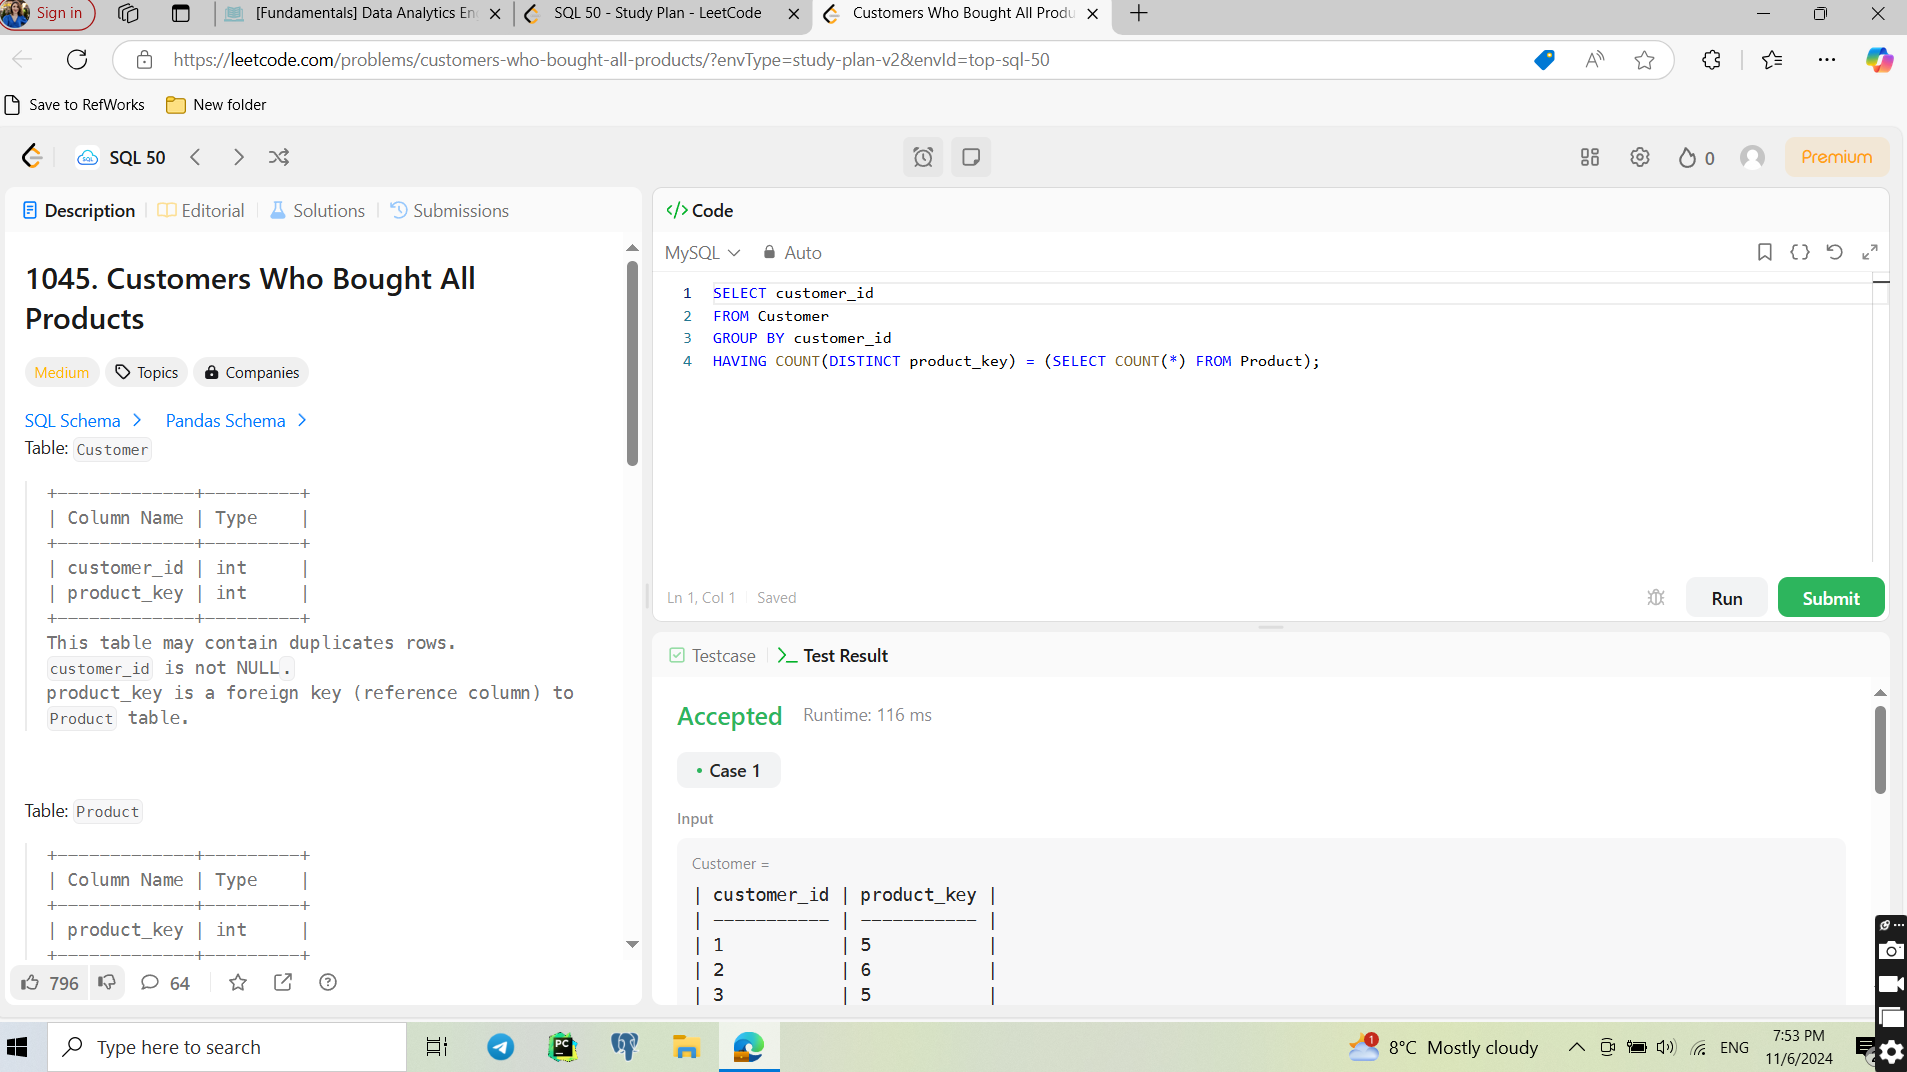 Sign in
[Fundamentals] Data Analytics En
SQL 50 - Study Plan - LeetCode
Customers Who Bought All Produ
https://leetcode.com/problems/customers-who-bought-all-products/?envType=study-plan-v2&envId=top-sql-50
Save to RefWorks
New folder
SQL 50
0
Premium
Description
Editorial
Solutions
Submissions
1045. Customers Who Bought All
Products
Medium
Topics
Companies
SQL Schema
Pandas Schema
Table: Customer
+-------------+---------+
| Column Name | Type    |
+-------------+---------+
| customer_id | int     |
| product_key | int     |
+-------------+---------+
This table may contain duplicates rows.
customer_id is not NULL.
product_key is a foreign key (reference column) to
Product table.
Table: Product
+-------------+---------+
| Column Name | Type    |
+-------------+---------+
| product_key | int     |
+-------------+---------+
796
64
</> Code
MySQL
Auto
1 SELECT customer_id
2 FROM Customer
3 GROUP BY customer_id
4 HAVING COUNT(DISTINCT product_key) = (SELECT COUNT(*) FROM Product);
Ln 1, Col 1
Saved
Run
Submit
Testcase
>_ Test Result
Accepted
Runtime: 116 ms
• Case 1
Input
Customer =
| customer_id | product_key |
| ----------- | ----------- |
| 1           | 5           |
| 2           | 6           |
| 3           | 5           |
Type here to search
PC
1
8°C Mostly cloudy
ENG
7:53 PM
11/6/2024